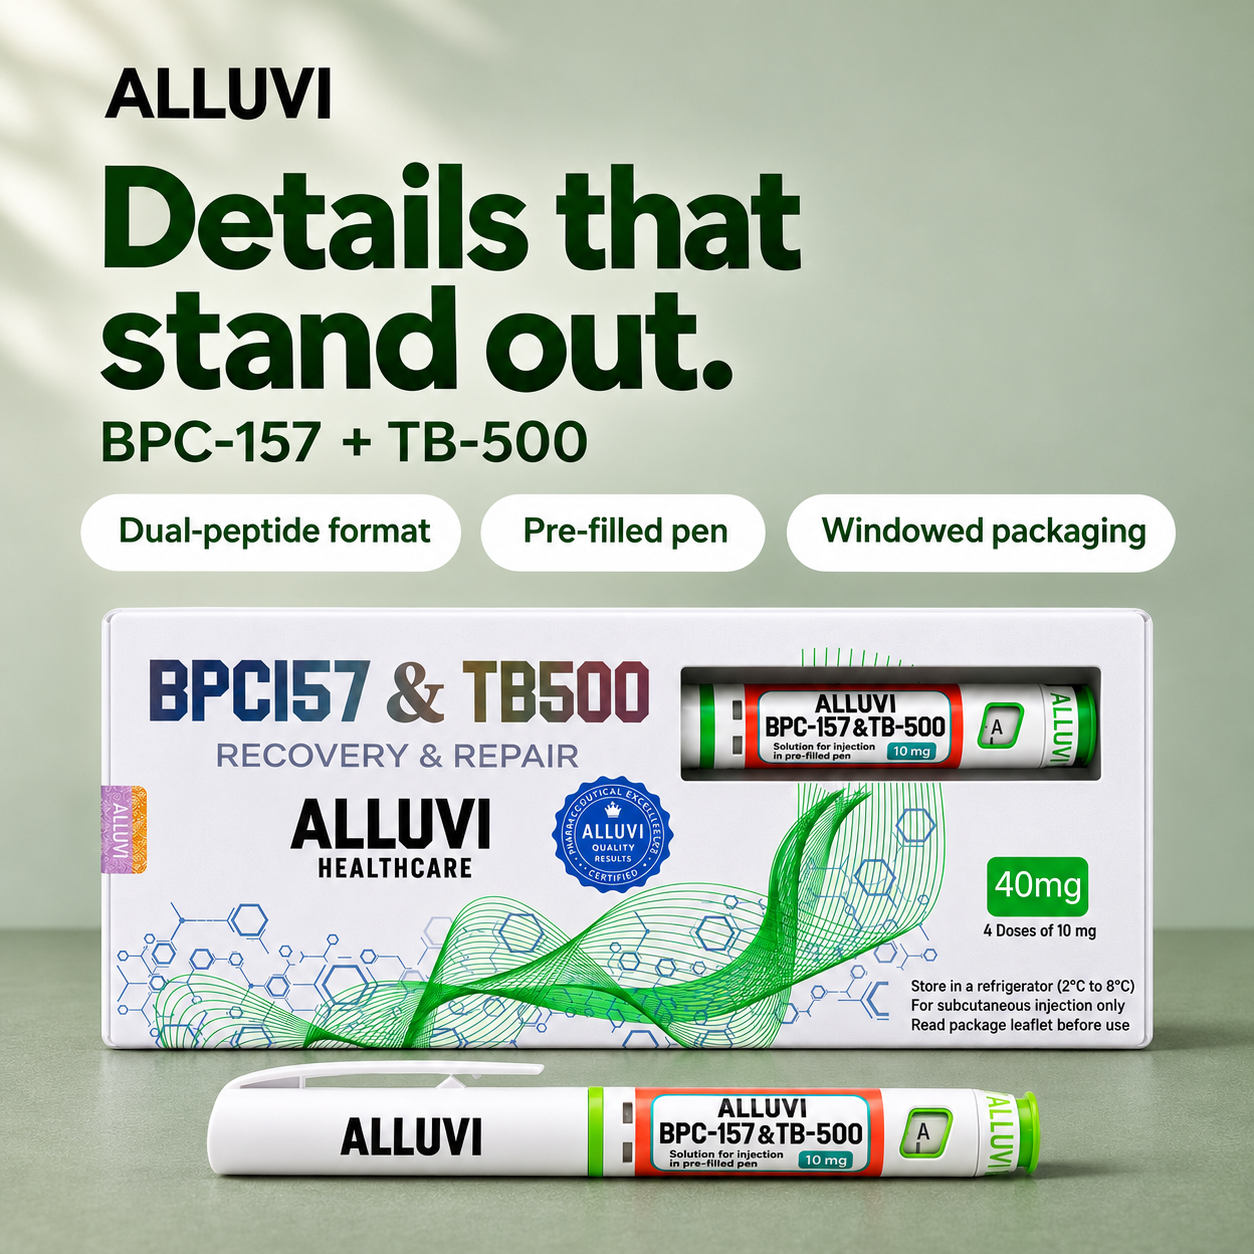 ALLUVI
Details that
stand out.
BPC-157 + TB-500
Dual-peptide format
Pre-filled pen
Windowed packaging
BPC157 & TB500
RECOVERY & REPAIR
ALLUVI
HEALTHCARE
ALLUVI
ALLUVI
QUALITY
RESULTS
CERTIFIED
ALLUVI
BPC-157&TB-500
Solution for injection
in pre-filled pen
10 mg
A
ALLUVI
40mg
4 Doses of 10 mg
Store in a refrigerator (2°C to 8°C)
For subcutaneous injection only
Read package leaflet before use
ALLUVI
ALLUVI
BPC-157&TB-500
Solution for injection
in pre-filled pen
10 mg
A
ALLUVI